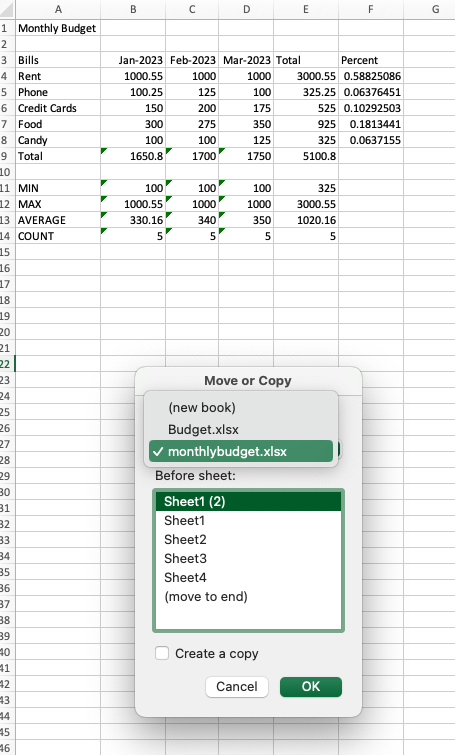 A B C D E F G
1 Monthly Budget
2
3 Bills Jan-2023 Feb-2023 Mar-2023 Total Percent
4 Rent 1000.55 1000 1000 3000.55 0.58825086
5 Phone 100.25 125 100 325.25 0.06376451
6 Credit Cards 150 200 175 525 0.10292503
7 Food 300 275 350 925 0.1813441
8 Candy 100 100 125 325 0.0637155
9 Total 1650.8 1700 1750 5100.8
10
11 MIN 100 100 100 325
12 MAX 1000.55 1000 1000 3000.55
13 AVERAGE 330.16 340 350 1020.16
14 COUNT 5 5 5 5
15
16
17
18
19
20
21
22
23 Move or Copy
24
25 (new book)
26 Budget.xlsx
27 ✓ monthlybudget.xlsx
28
29 Before sheet:
30 Sheet1 (2)
31 Sheet1
32 Sheet2
33 Sheet3
34 Sheet4
35
36 (move to end)
37
38
39
40 Create a copy
41
42 Cancel OK
43
44
45
46